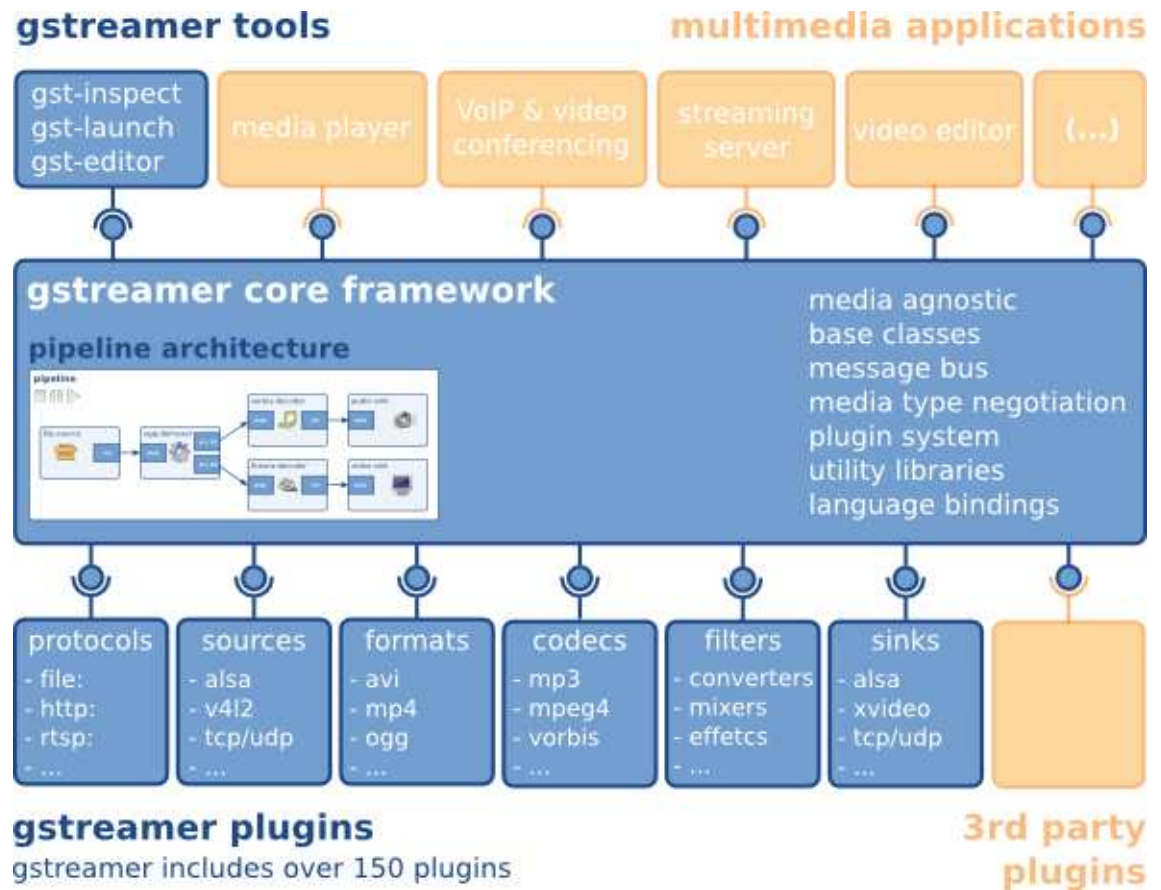 gstreamer tools
multimedia applications
gst-inspect
gst-launch
gst-editor
media player
VoIP & video
conferencing
streaming
server
video editor
(...)
gstreamer core framework
pipeline architecture
pipeline
media agnostic
base classes
message bus
media type negotiation
plugin system
utility libraries
language bindings
protocols
- file:
- http:
- rtsp:
- ...
sources
- alsa
- v4l2
- tcp/udp
- ...
formats
- avi
- mp4
- ogg
- ...
codecs
- mp3
- mpeg4
- vorbis
- ...
filters
- converters
- mixers
- effetcs
- ...
sinks
- alsa
- xvideo
- tcp/udp
- ...
gstreamer plugins
gstreamer includes over 150 plugins
3rd party
plugins